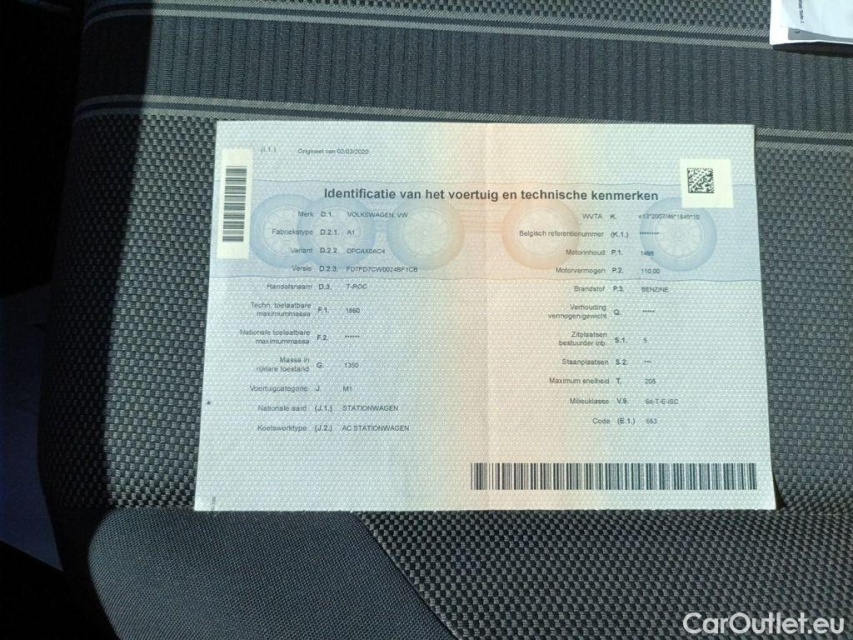 (I.1.) Origineel van 02/03/2020
Identificatie van het voertuig en technische kenmerken
Merk D.1. VOLKSWAGEN, VW
Fabriekstype D.2.1. A1
Variant D.2.2.
Versie D.2.3.
Handelsnaam D.3. T-ROC
Techn. toelaatbare
maximummassa F.1. 1860
Nationale toelaatbare
maximummassa F.2. ------
Massa in
rijklare toestand G. 1350
Voertuigcategorie J. M1
Nationale aard (J.1.) STATIONWAGEN
Koetswerktype (J.2.) AC STATIONWAGEN
WVTA K.
Belgisch referentienummer (K.1.) ********
Motorinhoud P.1. 1498
Motorvermogen P.2. 110,00
Brandstof P.3. BENZINE
Verhouding
vermogen/gewicht Q. -----
Zitplaatsen
bestuurder inb. S.1. 5
Staanplaatsen S.2. ---
Maximum snelheid T. 205
Milieuklasse V.9.
Code (E.1.) 553
CarOutlet.eu